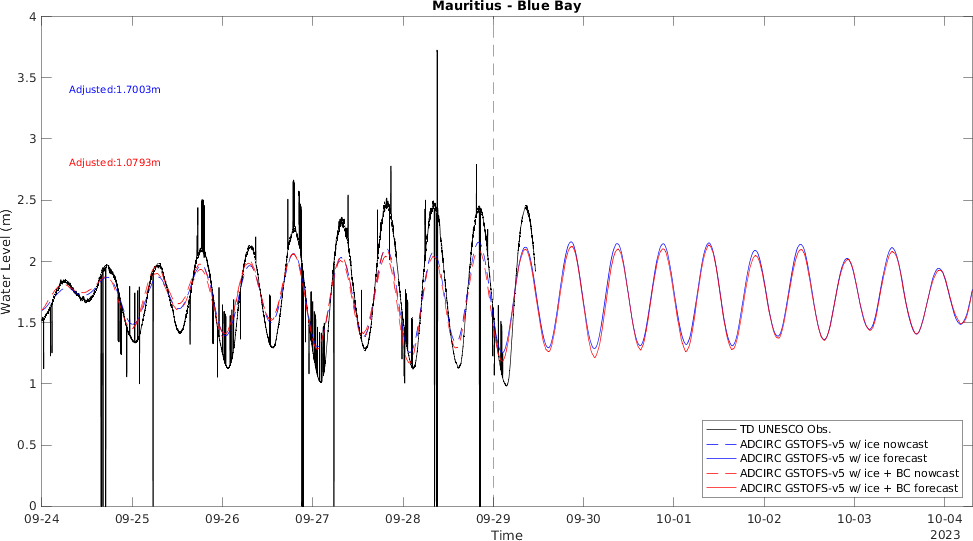 Mauritius - Blue Bay
4
3.5
Adjusted:1.7003m
3
Adjusted:1.0793m
2.5
2
Water Level (m)
1.5
1
0.5
0
TD UNESCO Obs.
ADCIRC GSTOFS-v5 w/ ice nowcast
ADCIRC GSTOFS-v5 w/ ice forecast
ADCIRC GSTOFS-v5 w/ ice + BC nowcast
ADCIRC GSTOFS-v5 w/ ice + BC forecast
09-24 09-25 09-26 09-27 09-28 09-29 09-30 10-01 10-02 10-03 10-04
Time 2023